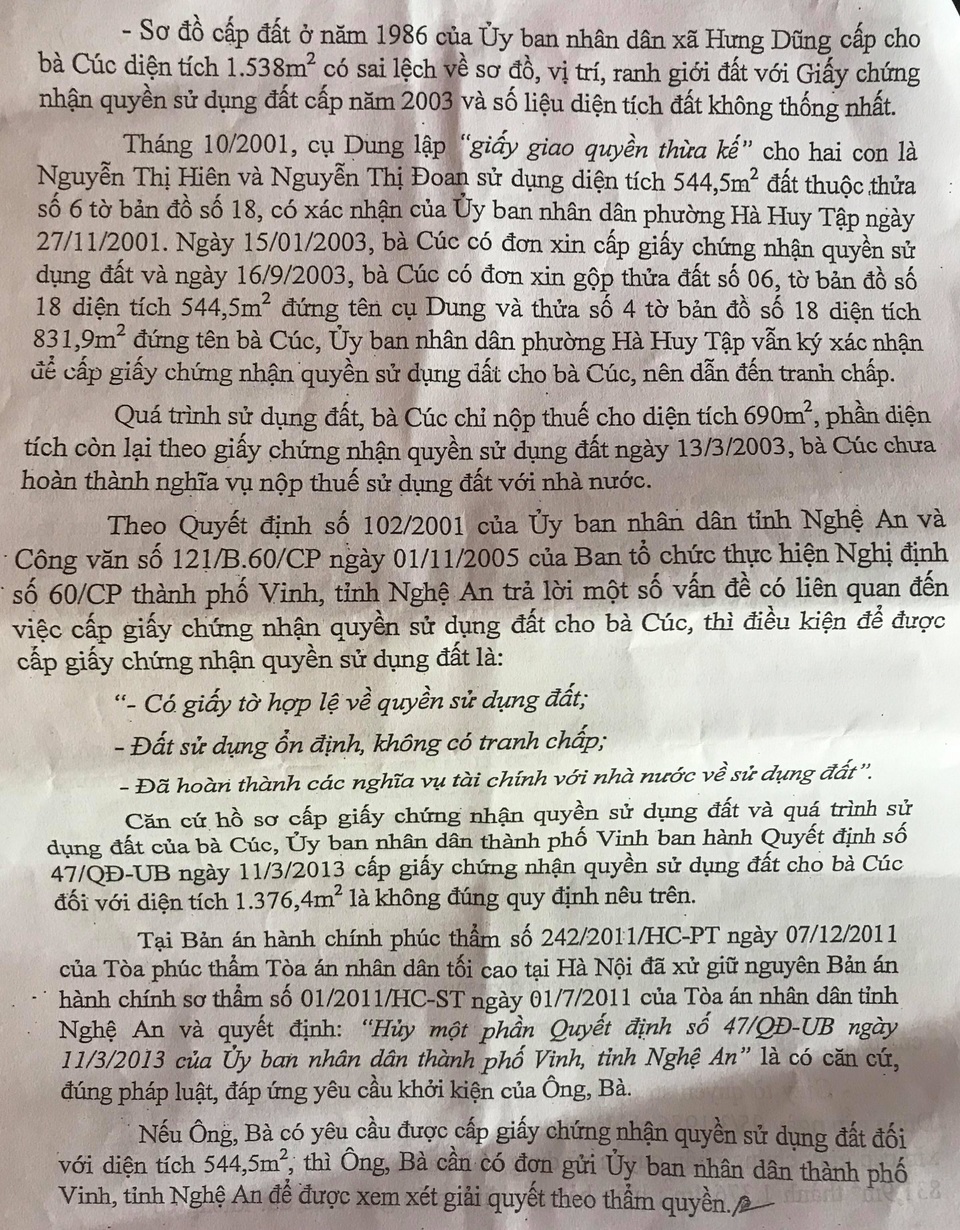 - Sơ đồ cấp đất ở năm 1986 của Ủy ban nhân dân xã Hưng Dũng cấp cho
bà Cúc diện tích 1.538m² có sai lệch về sơ đồ, vị trí, ranh giới đất với Giấy chứng
nhận quyền sử dụng đất cấp năm 2003 và số liệu diện tích đất không thống nhất.
Tháng 10/2001, cụ Dung lập “giấy giao quyền thừa kế” cho hai con là
Nguyễn Thị Hiên và Nguyễn Thị Đoan sử dụng diện tích 544,5m² đất thuộc thửa
số 6 tờ bản đồ số 18, có xác nhận của Ủy ban nhân dân phường Hà Huy Tập ngày
27/11/2001. Ngày 15/01/2003, bà Cúc có đơn xin cấp giấy chứng nhận quyền sử
dụng đất và ngày 16/9/2003, bà Cúc có đơn xin gộp thửa đất số 06, tờ bản đồ số
18 diện tích 544,5m² đứng tên cụ Dung và thửa số 4 tờ bản đồ số 18 diện tích
831,9m² đứng tên bà Cúc, Ủy ban nhân dân phường Hà Huy Tập vẫn ký xác nhận
để cấp giấy chứng nhận quyền sử dụng đất cho bà Cúc, nên dẫn đến tranh chấp.
Quá trình sử dụng đất, bà Cúc chỉ nộp thuế cho diện tích 690m², phần diện
tích còn lại theo giấy chứng nhận quyền sử dụng đất ngày 13/3/2003, bà Cúc chưa
hoàn thành nghĩa vụ nộp thuế sử dụng đất với nhà nước.
Theo Quyết định số 102/2001 của Ủy ban nhân dân tỉnh Nghệ An và
Công văn số 121/B.60/CP ngày 01/11/2005 của Ban tổ chức thực hiện Nghị định
số 60/CP thành phố Vinh, tỉnh Nghệ An trả lời một số vấn đề có liên quan đến
việc cấp giấy chứng nhận quyền sử dụng đất cho bà Cúc, thì điều kiện để được
cấp giấy chứng nhận quyền sử dụng đất là:
“- Có giấy tờ hợp lệ về quyền sử dụng đất;
- Đất sử dụng ổn định, không có tranh chấp;
- Đã hoàn thành các nghĩa vụ tài chính với nhà nước về sử dụng đất”.
Căn cứ hồ sơ cấp giấy chứng nhận quyền sử dụng đất và quá trình sử
dụng đất của bà Cúc, Ủy ban nhân dân thành phố Vinh ban hành Quyết định số
47/QĐ-UB ngày 11/3/2013 cấp giấy chứng nhận quyền sử dụng đất cho bà Cúc
đối với diện tích 1.376,4m² là không đúng quy định nêu trên.
Tại Bản án hành chính phúc thẩm số 242/2011/HC-PT ngày 07/12/2011
của Tòa phúc thẩm Tòa án nhân dân tối cao tại Hà Nội đã xử giữ nguyên Bản án
hành chính sơ thẩm số 01/2011/HC-ST ngày 01/7/2011 của Tòa án nhân dân tỉnh
Nghệ An và quyết định: “Hủy một phần Quyết định số 47/QĐ-UB ngày
11/3/2013 của Ủy ban nhân dân thành phố Vinh, tỉnh Nghệ An” là có căn cứ,
đúng pháp luật, đáp ứng yêu cầu khởi kiện của Ông, Bà.
Nếu Ông, Bà có yêu cầu được cấp giấy chứng nhận quyền sử dụng đất đối
với diện tích 544,5m², thì Ông, Bà cần có đơn gửi Ủy ban nhân dân thành phố
Vinh, tỉnh Nghệ An để được xem xét giải quyết theo thẩm quyền./.